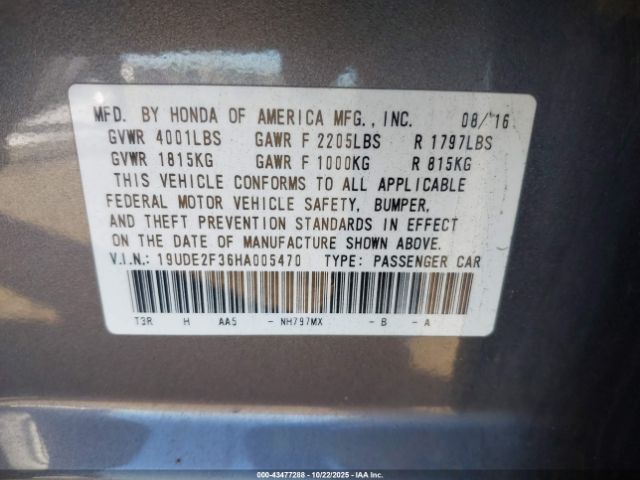 MFD. BY HONDA OF AMERICA MFG., INC. 08/'16
GVWR 4001LBS GAWR F 2205LBS R 1797LBS
GVWR 1815KG GAWR F 1000KG R 815KG
THIS VEHICLE CONFORMS TO ALL APPLICABLE
FEDERAL MOTOR VEHICLE SAFETY, BUMPER,
AND THEFT PREVENTION STANDARDS IN EFFECT
ON THE DATE OF MANUFACTURE SHOWN ABOVE.
V.I.N.: 19UDE2F36HA005470 TYPE: PASSENGER CAR
T3R H AA5 - NH797MX - B - A
000-43477288 - 10/22/2025 - IAAI, Inc.